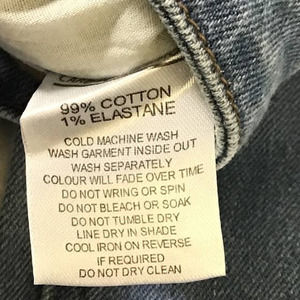 99% COTTON
1% ELASTANE
COLD MACHINE WASH
WASH GARMENT INSIDE OUT
WASH SEPARATELY
COLOUR WILL FADE OVER TIME
DO NOT WRING OR SPIN
DO NOT BLEACH OR SOAK
DO NOT TUMBLE DRY
LINE DRY IN SHADE
COOL IRON ON REVERSE
IF REQUIRED
DO NOT DRY CLEAN